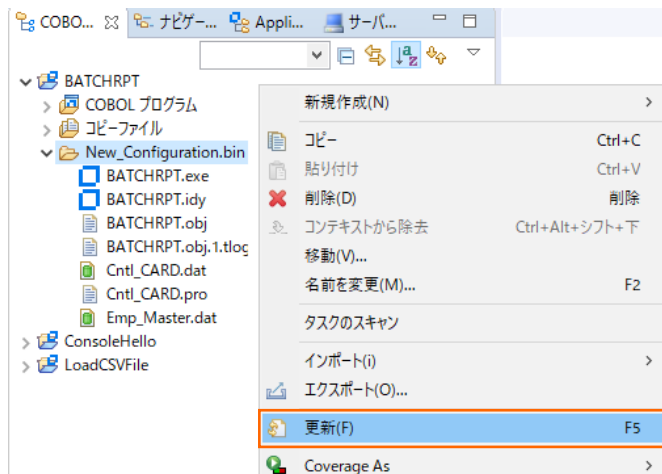 COBO... ナビゲー... Appli... サーバ...
BATCHRPT
COBOL プログラム
コピーファイル
New_Configuration.bin
BATCHRPT.exe
BATCHRPT.idy
BATCHRPT.obj
BATCHRPT.obj.1.tlog
Cntl_CARD.dat
Cntl_CARD.pro
Emp_Master.dat
ConsoleHello
LoadCSVFile
新規作成(N)
コピー Ctrl+C
貼り付け Ctrl+V
削除(D) 削除
コンテキストから除去 Ctrl+Alt+シフト+下
移動(V)...
名前を変更(M)... F2
タスクのスキャン
インポート(i)
エクスポート(O)...
更新(F) F5
Coverage As